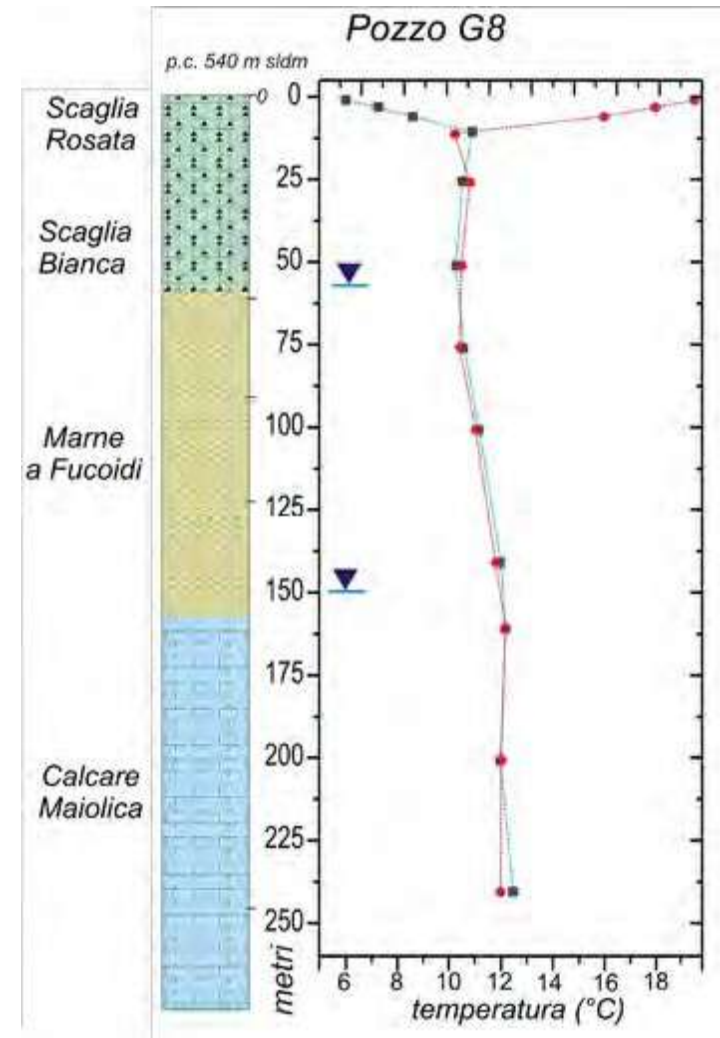 Pozzo G8
p.c. 540 m sldm
Scaglia
Rosata
Scaglia
Bianca
Marne
a Fucoidi
Calcare
Maiolica
0
0
25
50
75
100
125
150
175
200
225
250
metri
6 8 10 12 14 16 18
temperatura (°C)